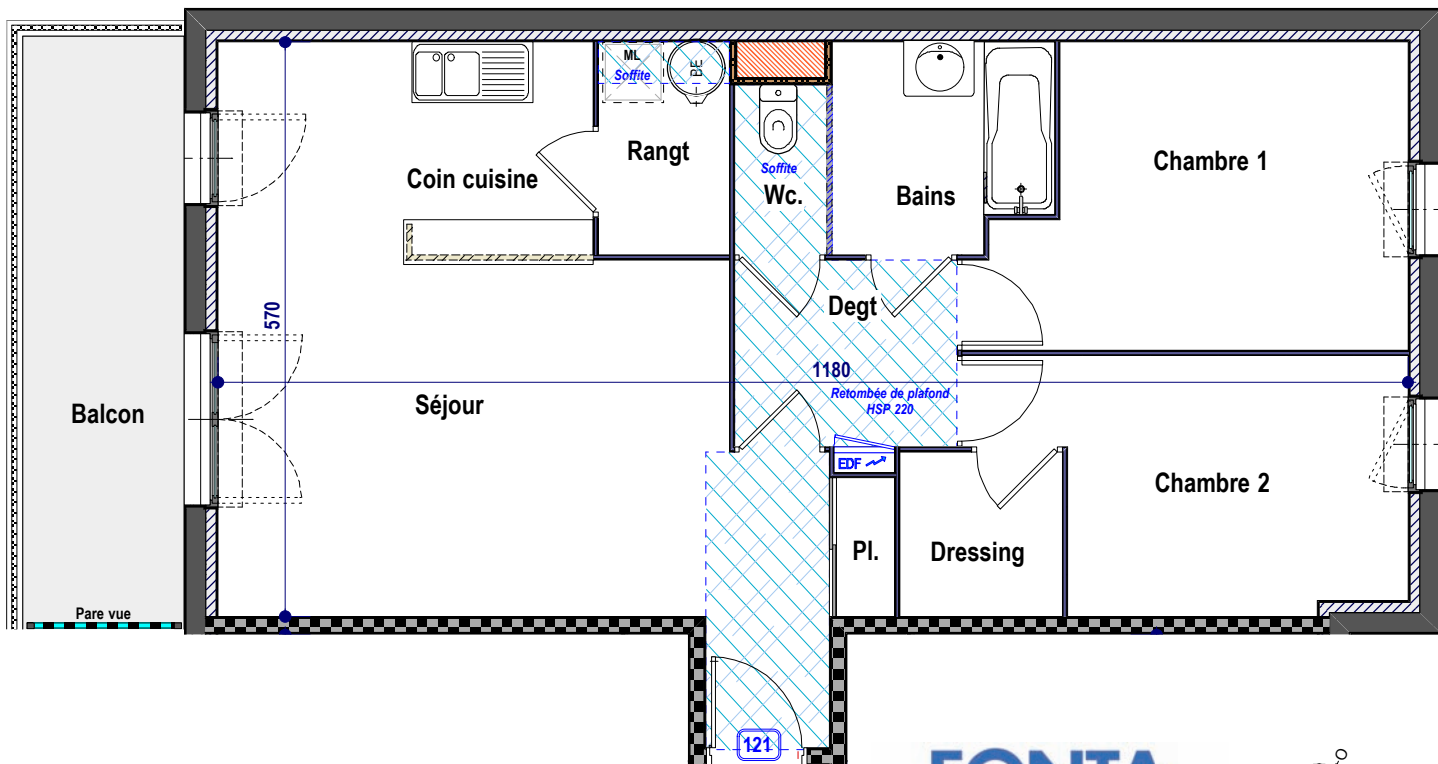 ML
Soffite
BE
Rangt
Coin cuisine
Soffite
Wc.
Bains
Chambre 1
570
Degt
1180
Retombée de plafond
HSP 220
Balcon
Séjour
EDF
Chambre 2
Pl.
Dressing
Pare vue
121
FONTA